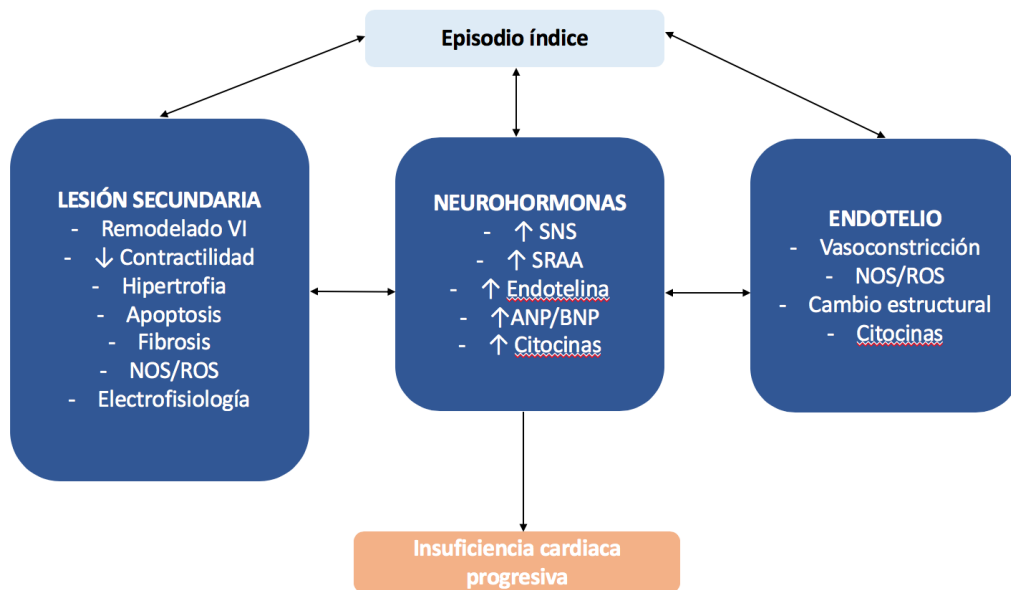 Episodio índice
LESIÓN SECUNDARIA
- Remodelado VI
- ↓ Contractilidad
- Hipertrofia
- Apoptosis
- Fibrosis
- NOS/ROS
- Electrofisiología
NEUROHORMONAS
- ↑ SNS
- ↑ SRAA
- ↑ Endotelina
- ↑ANP/BNP
- ↑ Citocinas
ENDOTELIO
- Vasoconstricción
- NOS/ROS
- Cambio estructural
- Citocinas
Insuficiencia cardiaca
progresiva